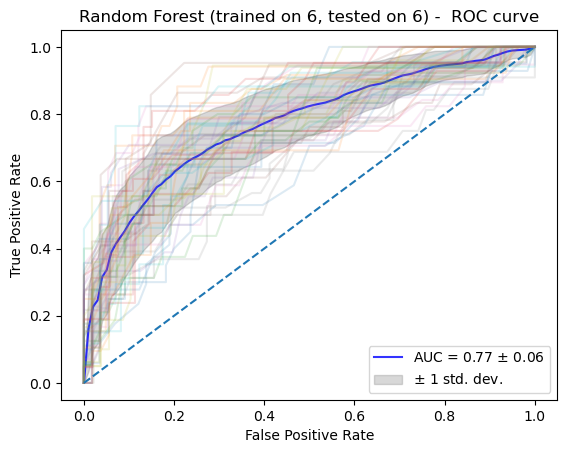 Random Forest (trained on 6, tested on 6) -  ROC curve
1.0
0.8
0.6
0.4
0.2
0.0
True Positive Rate
AUC = 0.77 ± 0.06
± 1 std. dev.
0.0 0.2 0.4 0.6 0.8 1.0
False Positive Rate